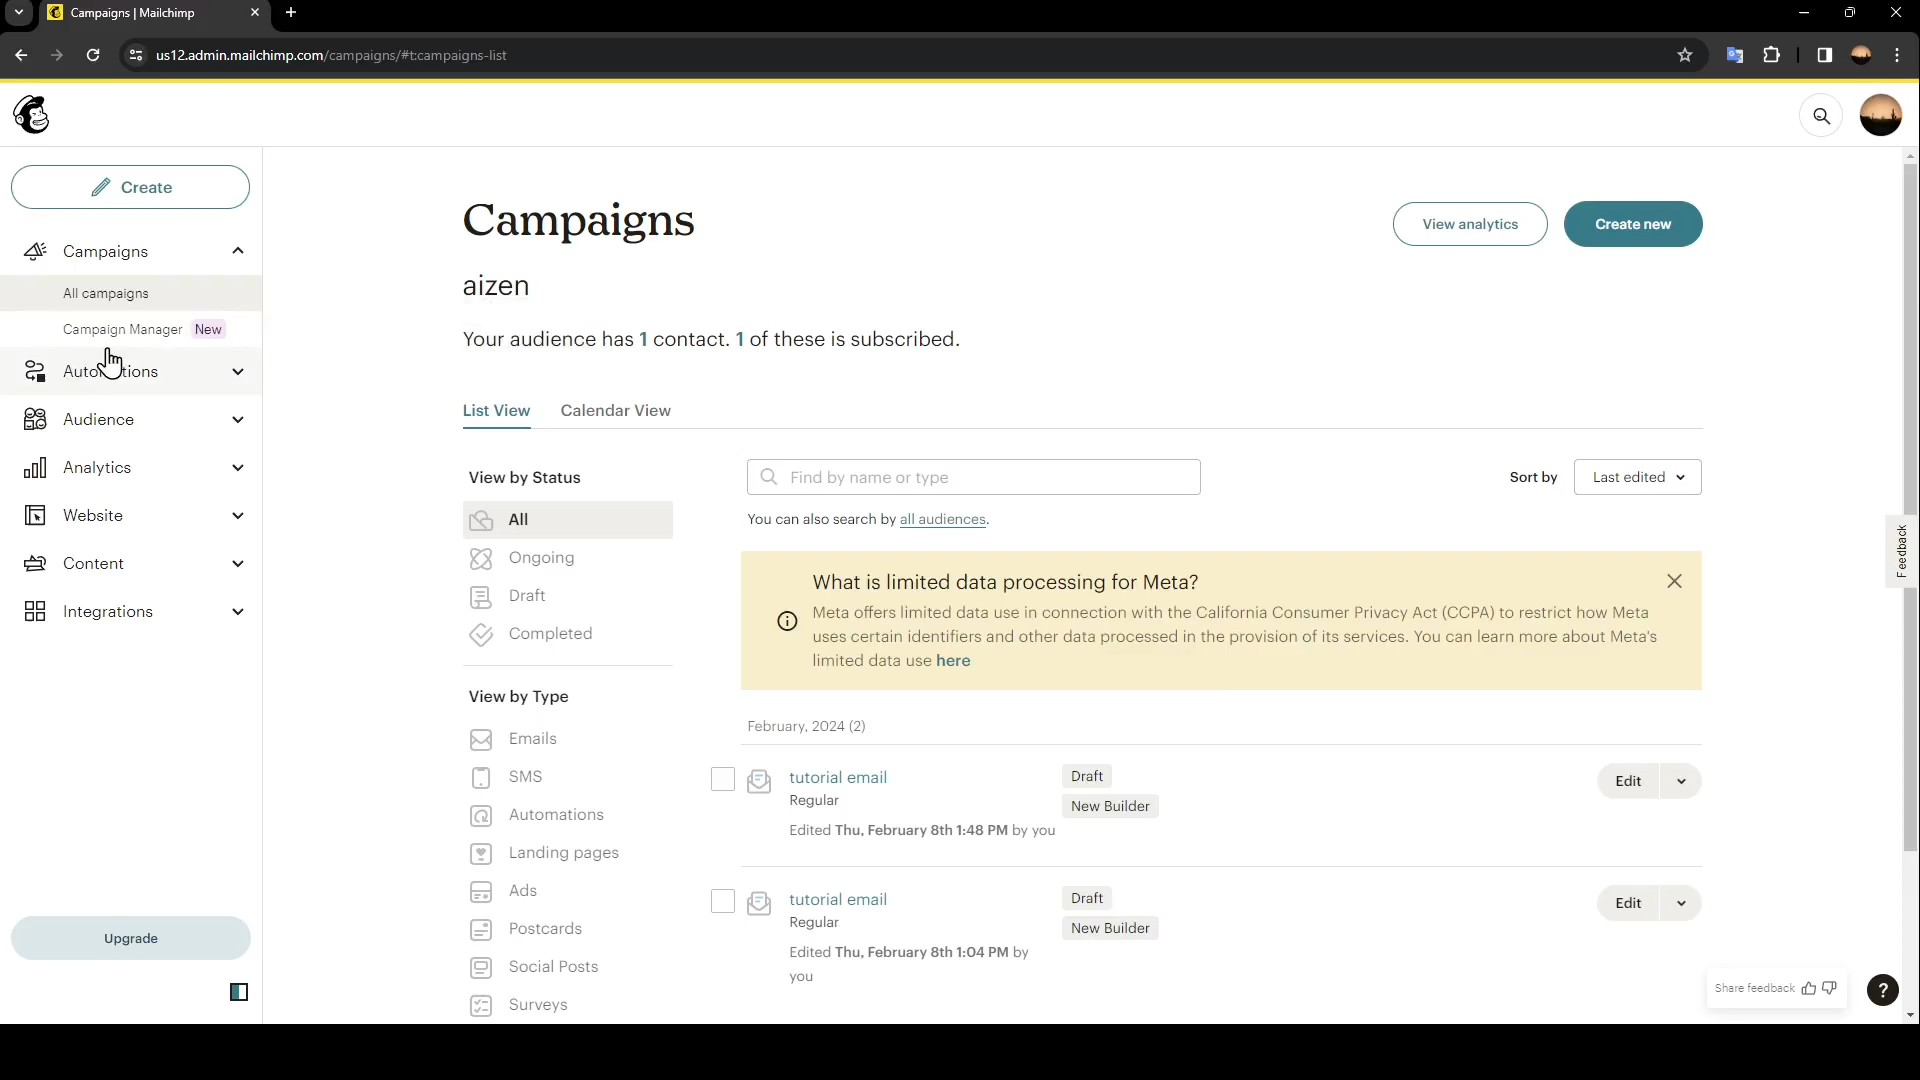 Campaigns | Mailchimp
us12.admin.mailchimp.com/campaigns/#t:campaigns-list
Create
Campaigns
All campaigns
Campaign Manager New
Audience
Analytics
Website
Content
Integrations
Upgrade
Campaigns
View analytics
Create new
aizen
Your audience has 1 contact. 1 of these is subscribed.
List View
Calendar View
View by Status
All
Ongoing
Draft
Completed
View by Type
Emails
SMS
Automations
Landing pages
Ads
Postcards
Social Posts
Surveys
Find by name or type
Sort by
Last edited
You can also search by all audiences.
What is limited data processing for Meta?
Meta offers limited data use in connection with the California Consumer Privacy Act (CCPA) to restrict how Meta
uses certain identifiers and other data processed in the provision of its services. You can learn more about Meta's
limited data use here
February, 2024 (2)
tutorial email
Regular
Edited Thu, February 8th 1:48 PM by you
Draft
New Builder
Edit
tutorial email
Regular
Edited Thu, February 8th 1:04 PM by
you
Draft
New Builder
Edit
Feedback
Share feedback
?